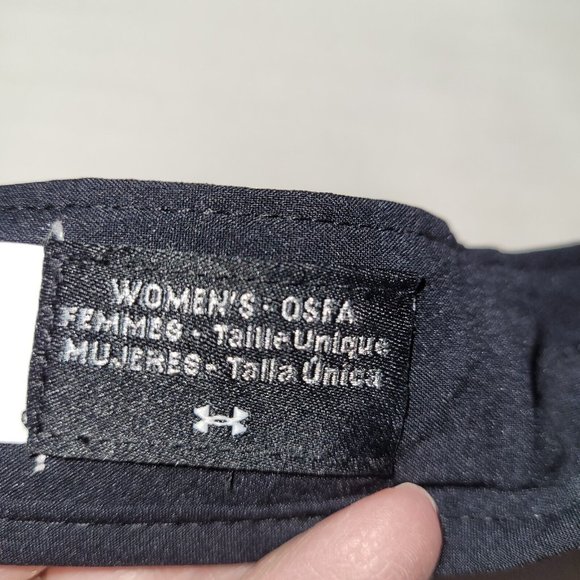 WOMEN'S - OSFA
FEMMES - Taille Unique
MUJERES - Talla Única